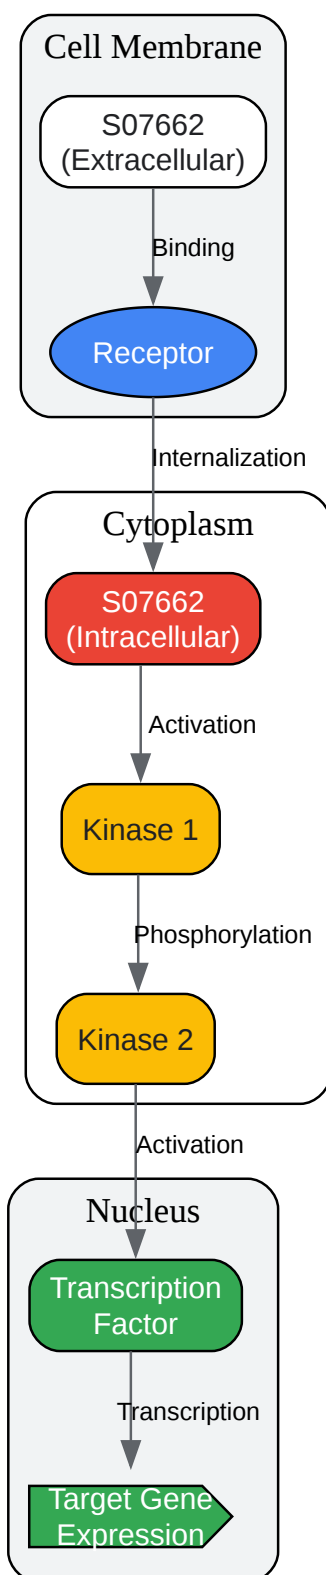 Cell Membrane
S07662
(Extracellular)
Binding
Receptor
Internalization
Cytoplasm
S07662
(Intracellular)
Activation
Kinase 1
Phosphorylation
Kinase 2
Activation
Nucleus
Transcription
Factor
Transcription
Target Gene
Expression